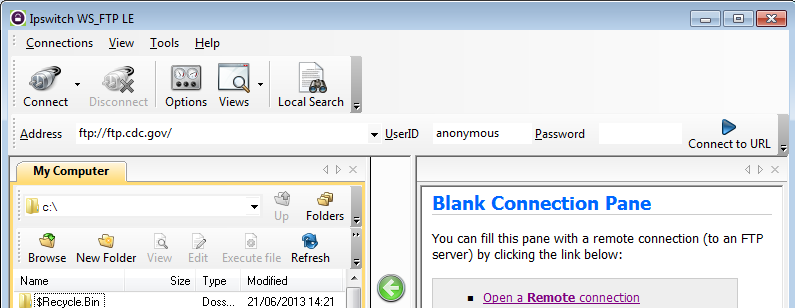 Ipswitch WS_FTP LE
Connections View Tools Help
Connect Disconnect Options Views Local Search
Address ftp://ftp.cdc.gov/ UserID anonymous Password Connect to URL
My Computer
c:\ Up Folders
Browse New Folder View Edit Execute file Refresh
Name Size Type Modified
$Recycle.Bin Doss... 21/06/2013 14:21
Blank Connection Pane
You can fill this pane with a remote connection (to an FTP
server) by clicking the link below:
Open a Remote connection